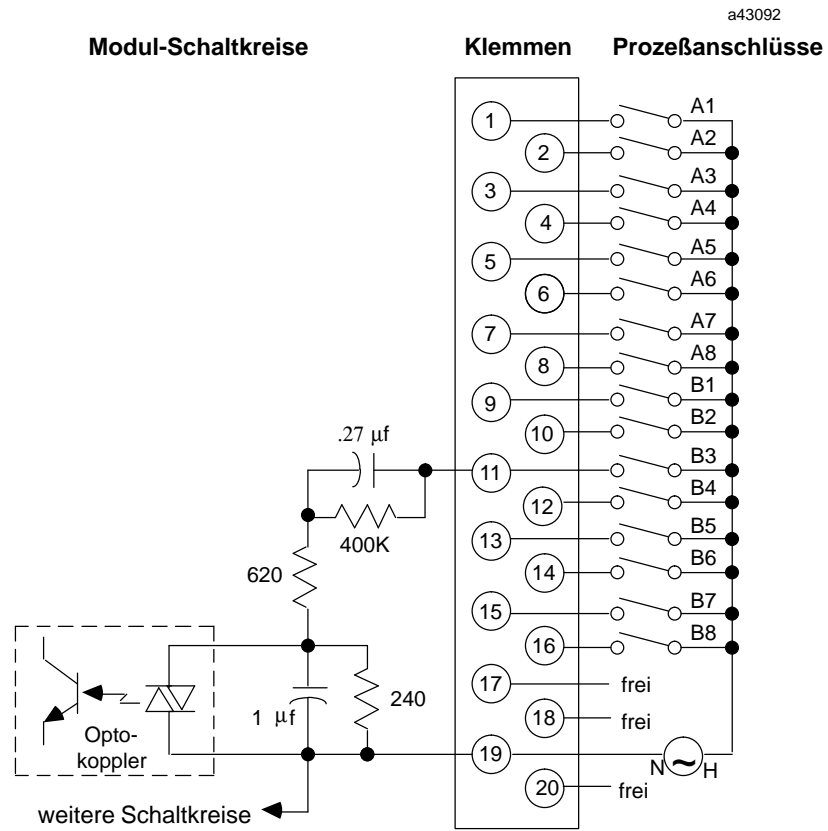 a43092
Modul-Schaltkreise Klemmen Prozeßanschlüsse
1 A1
2 A2
3 A3
4 A4
5 A5
6 A6
7 A7
8 A8
9 B1
10 B2
.27 µf
11 B3
12 B4
400K
13 B5
620
14 B6
15 B7
16 B8
17 frei
240
1 µf
18 frei
Opto-
koppler
19 N ~ H
20 frei
weitere Schaltkreise